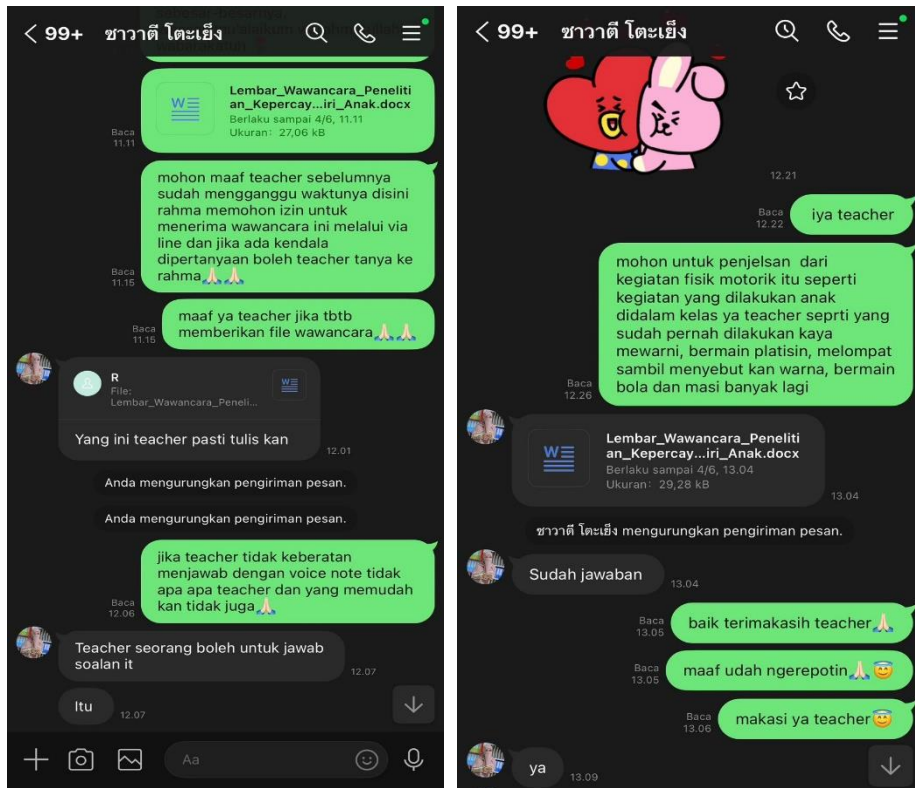 99+ ซาวาตี โตะเย็ง
Lembar_Wawancara_Peneliti
an_Kepercay...iri_Anak.docx
Berlaku sampai 4/6, 11.11
Ukuran: 27,06 kB
Baca
11.11
mohon maaf teacher sebelumnya
sudah mengganggu waktunya disini
rahma memohon izin untuk
menerima wawancara ini melalui via
line dan jika ada kendala
dipertanyaan boleh teacher tanya ke
rahma🙏🏻🙏🏻
Baca
11.15
maaf ya teacher jika tbtb
memberikan file wawancara🙏🏻🙏🏻
Baca
11.15
R
File:
Lembar_Wawancara_Peneli...
Yang ini teacher pasti tulis kan
12.01
Anda mengurungkan pengiriman pesan.
Anda mengurungkan pengiriman pesan.
jika teacher tidak keberatan
menjawab dengan voice note tidak
apa apa teacher dan yang memudah
kan tidak juga🙏🏻
Baca
12.06
Teacher seorang boleh untuk jawab
soalan it
12.07
Itu
12.07
Aa
99+ ซาวาตี โตะเย็ง
12.21
iya teacher
Baca
12.22
mohon untuk penjelsan dari
kegiatan fisik motorik itu seperti
kegiatan yang dilakukan anak
didalam kelas ya teacher seprti yang
sudah pernah dilakukan kaya
mewarni, bermain platisin, melompat
sambil menyebut kan warna, bermain
bola dan masi banyak lagi
Baca
12.26
Lembar_Wawancara_Peneliti
an_Kepercay...iri_Anak.docx
Berlaku sampai 4/6, 13.04
Ukuran: 29,28 kB
13.04
ซาวาตี โตะเย็ง mengurungkan pengiriman pesan.
Sudah jawaban
13.04
baik terimakasih teacher🙏🏻
Baca
13.05
maaf udah ngerepotin🙏🏻😇
Baca
13.05
makasi ya teacher😇
Baca
13.06
ya
13.09